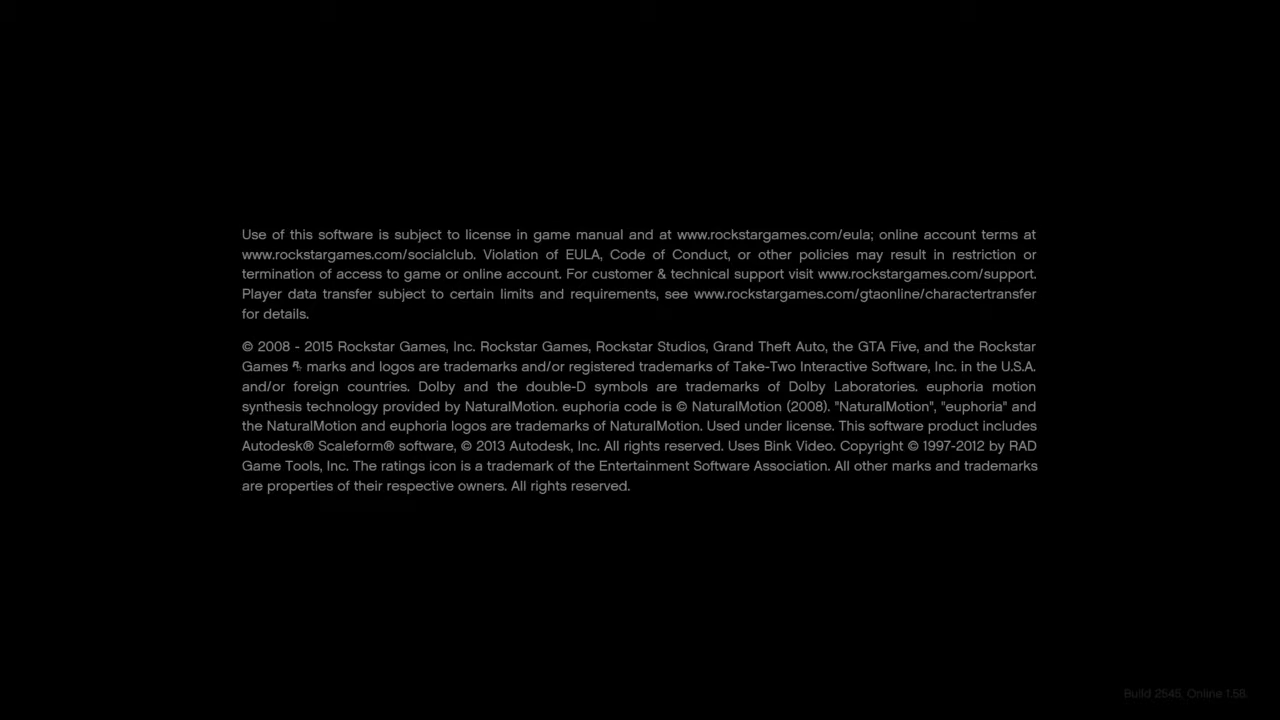 Use of this software is subject to license in game manual and at www.rockstargames.com/eula; online account terms at
www.rockstargames.com/socialclub. Violation of EULA, Code of Conduct, or other policies may result in restriction or
termination of access to game or online account. For customer & technical support visit www.rockstargames.com/support.
Player data transfer subject to certain limits and requirements, see www.rockstargames.com/gtaonline/charactertransfer
for details.
© 2008 - 2015 Rockstar Games, Inc. Rockstar Games, Rockstar Studios, Grand Theft Auto, the GTA Five, and the Rockstar
Games R* marks and logos are trademarks and/or registered trademarks of Take-Two Interactive Software, Inc. in the U.S.A.
and/or foreign countries. Dolby and the double-D symbols are trademarks of Dolby Laboratories. euphoria motion
synthesis technology provided by NaturalMotion. euphoria code is © NaturalMotion (2008). "NaturalMotion", "euphoria" and
the NaturalMotion and euphoria logos are trademarks of NaturalMotion. Used under license. This software product includes
Autodesk® Scaleform® software, © 2013 Autodesk, Inc. All rights reserved. Uses Bink Video. Copyright © 1997-2012 by RAD
Game Tools, Inc. The ratings icon is a trademark of the Entertainment Software Association. All other marks and trademarks
are properties of their respective owners. All rights reserved.
Build 2545, Online 1.58.